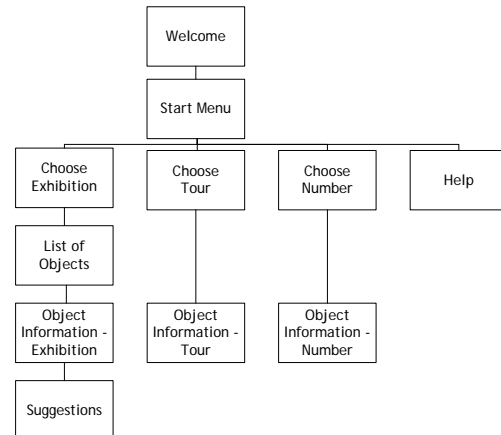 Welcome
Start Menu
Choose
Exhibition
Choose
Tour
Choose
Number
Help
List of
Objects
Object
Information -
Exhibition
Object
Information -
Tour
Object
Information -
Number
Suggestions